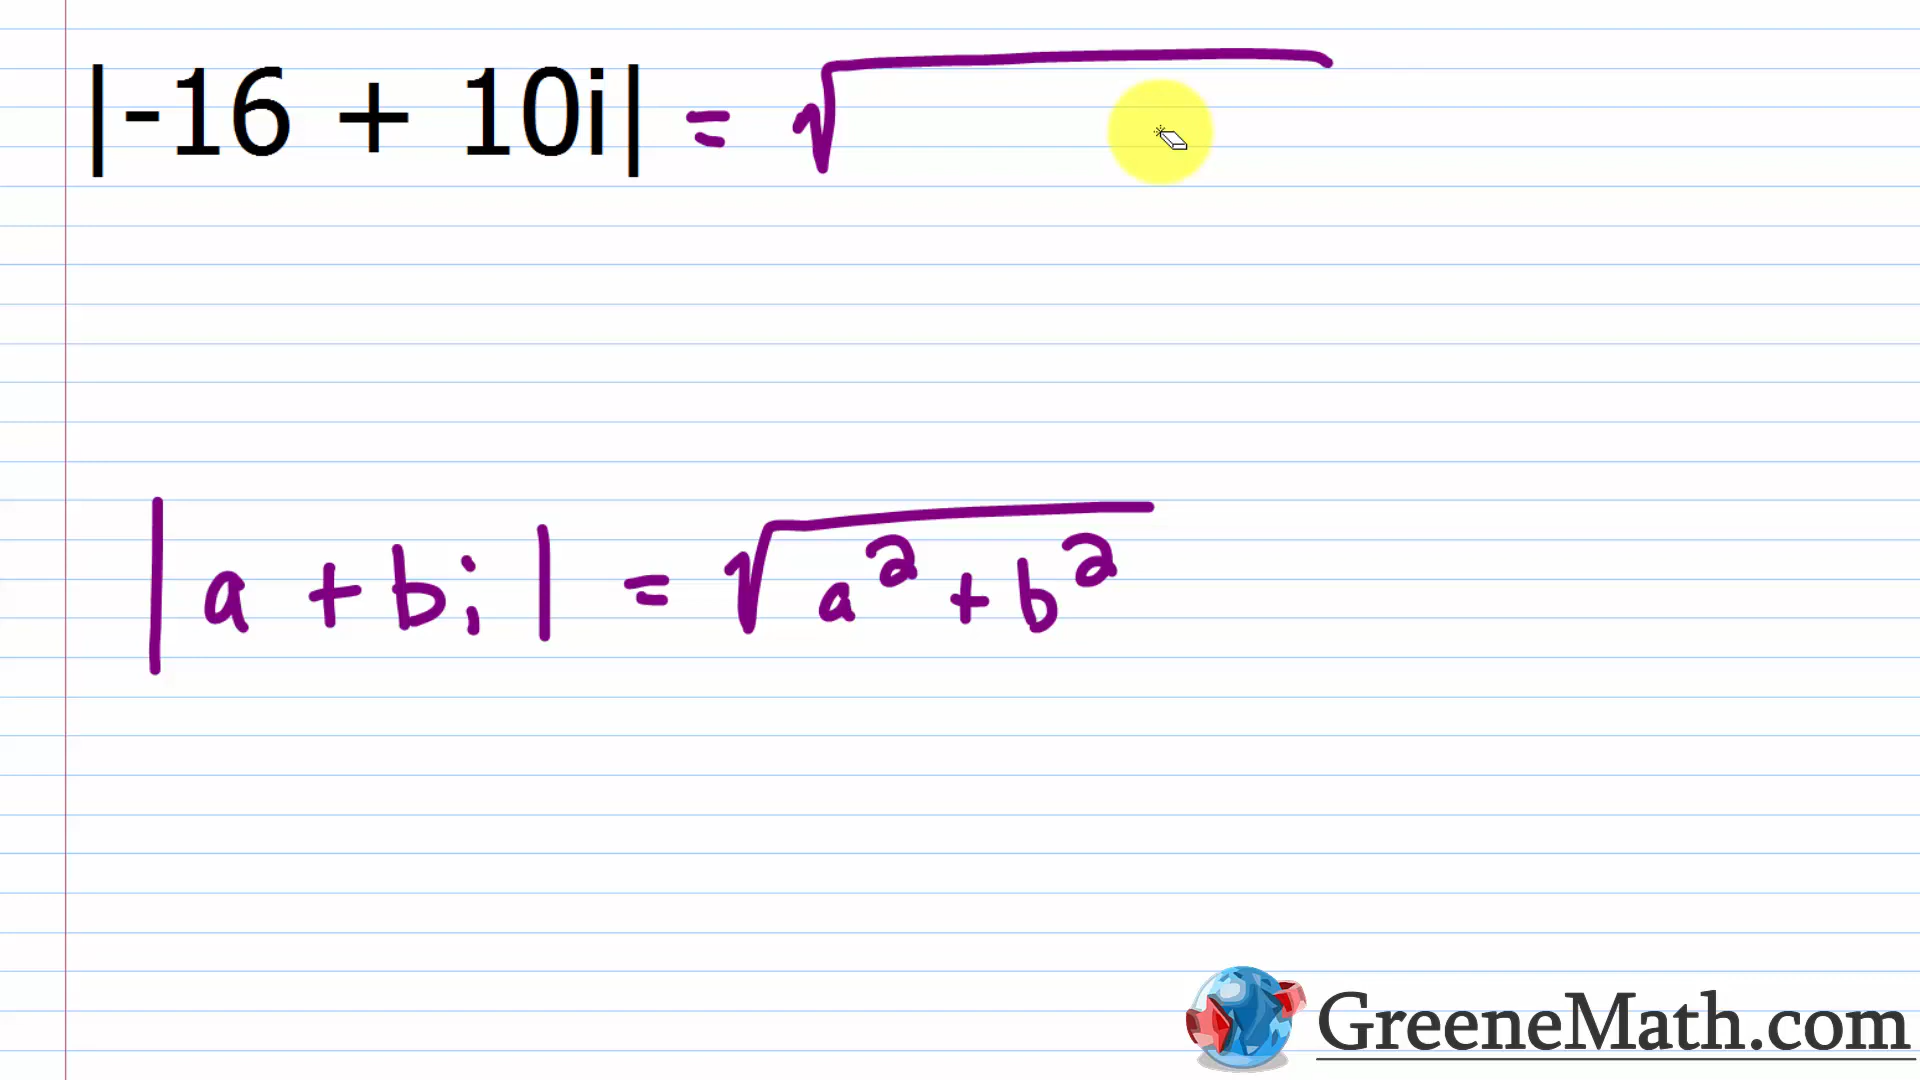 |-16 + 10i| = √
|a + bi| = √a² + b²
GreeneMath.com